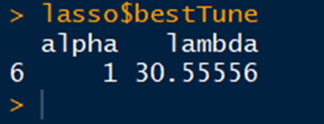 > lasso$bestTune
  alpha   lambda
6     1 30.55556
>